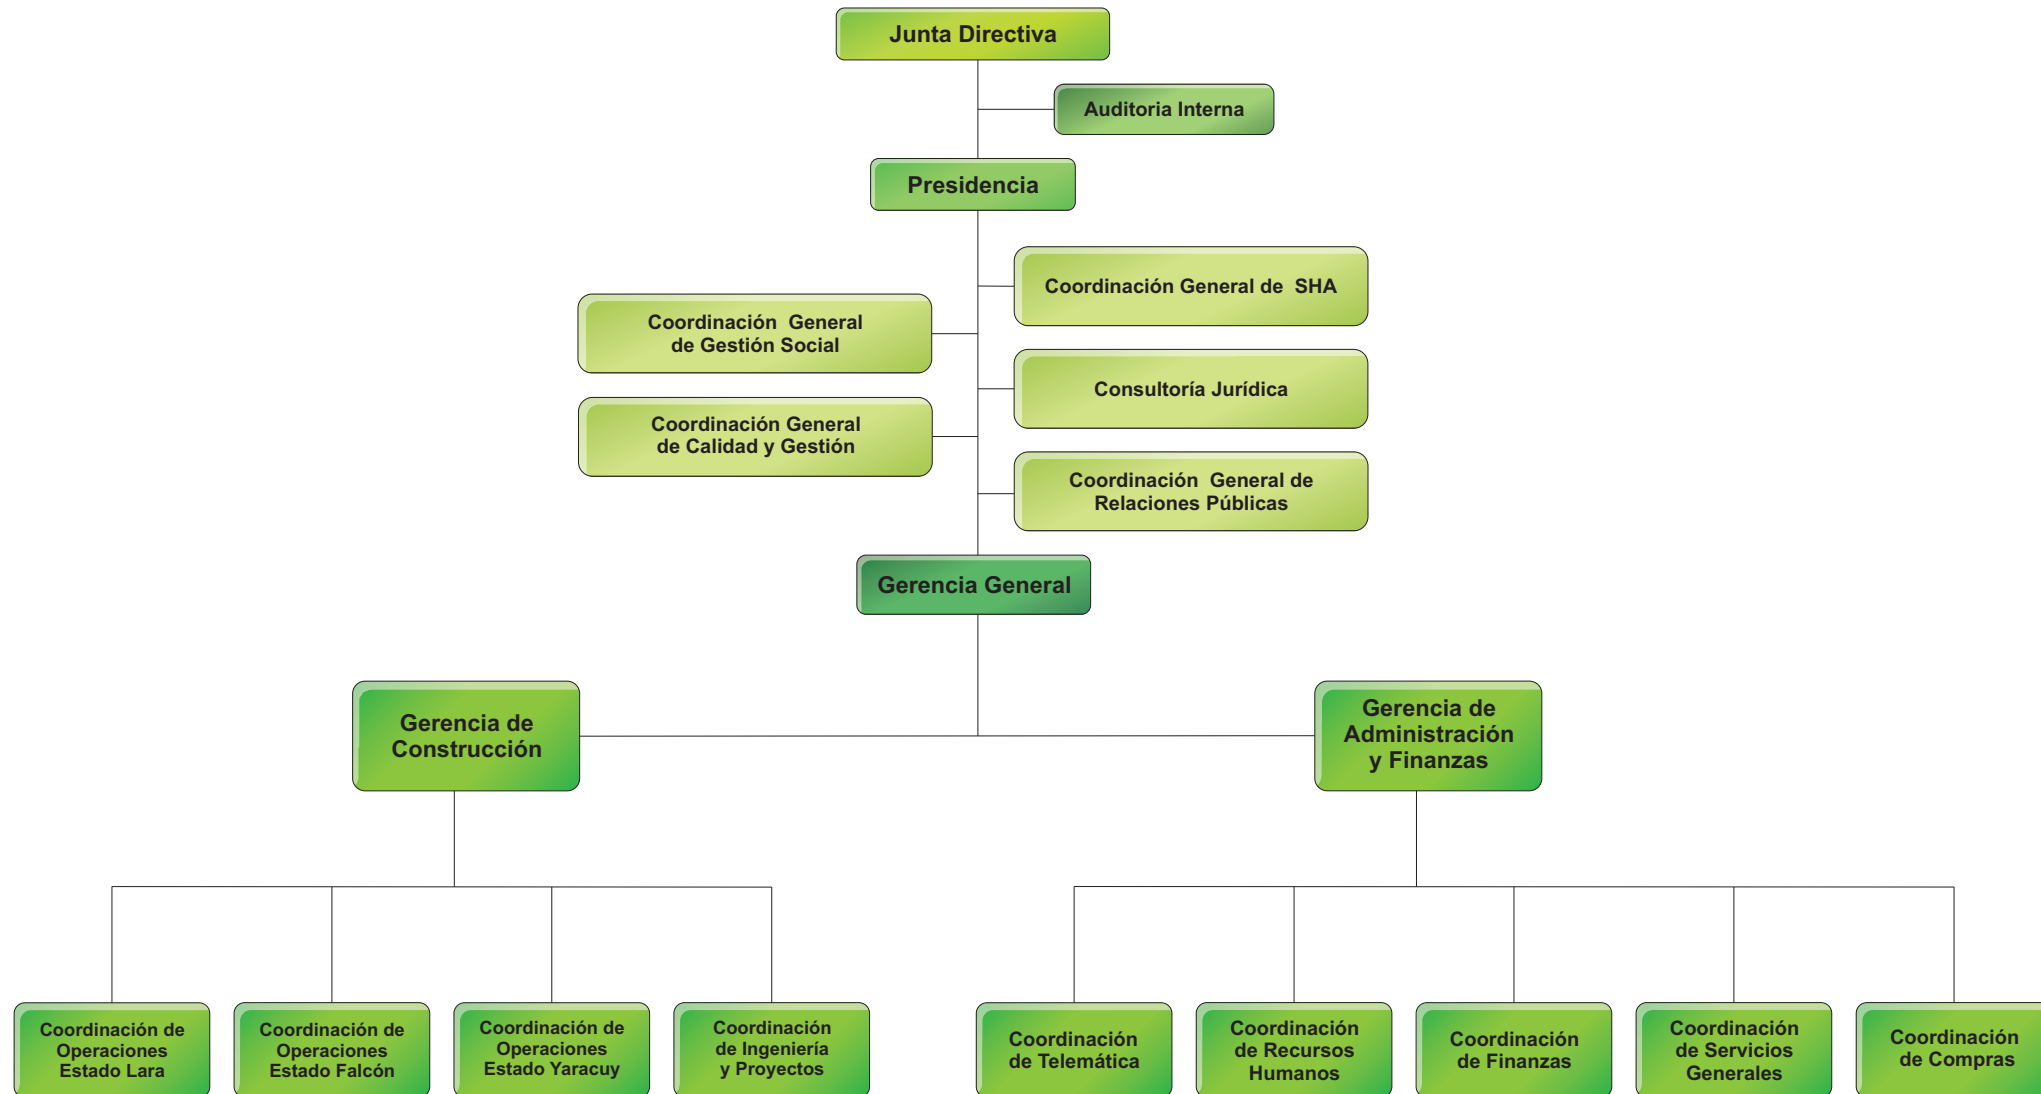 Junta Directiva
Auditoria Interna
Presidencia
Coordinación General de SHA
Coordinación General
de Gestión Social
Consultoría Jurídica
Coordinación General
de Calidad y Gestión
Coordinación General de
Relaciones Públicas
Gerencia General
Gerencia de
Construcción
Gerencia de
Administración
y Finanzas
Coordinación de
Operaciones
Estado Lara
Coordinación de
Operaciones
Estado Falcón
Coordinación de
Operaciones
Estado Yaracuy
Coordinación
de Ingeniería
y Proyectos
Coordinación
de Telemática
Coordinación
de Recursos
Humanos
Coordinación
de Finanzas
Coordinación
de Servicios
Generales
Coordinación
de Compras